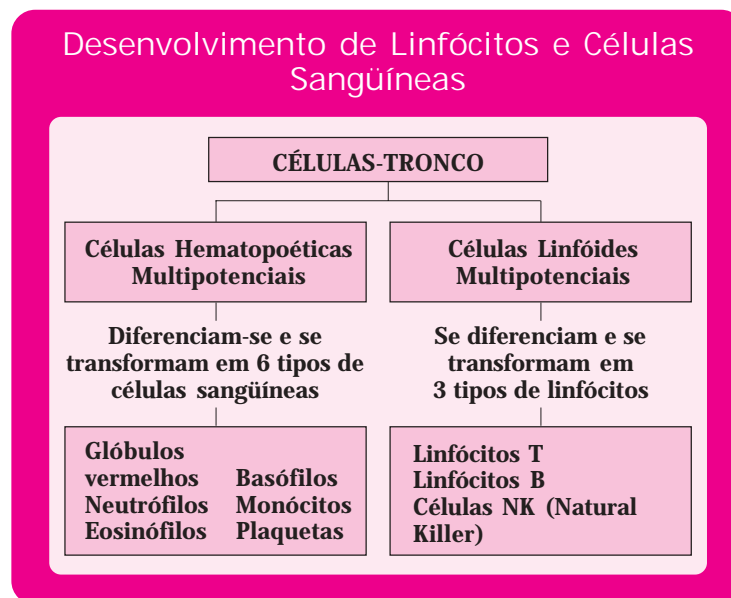 Desenvolvimento de Linfócitos e Células
Sangüíneas
CÉLULAS-TRONCO
Células Hematopoéticas
Multipotenciais
Células Linfóides
Multipotenciais
Diferenciam-se e se
transformam em 6 tipos de
células sangüíneas
Se diferenciam e se
transformam em
3 tipos de linfócitos
Glóbulos
vermelhos
Neutrófilos
Eosinófilos
Basófilos
Monócitos
Plaquetas
Linfócitos T
Linfócitos B
Células NK (Natural
Killer)